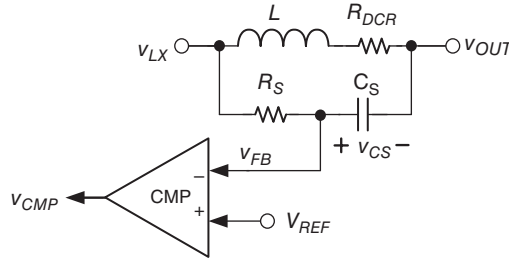 L R_DCR
v_LX v_OUT
R_S C_S
+ v_CS −
v_FB
−
v_CMP CMP
+
V_REF